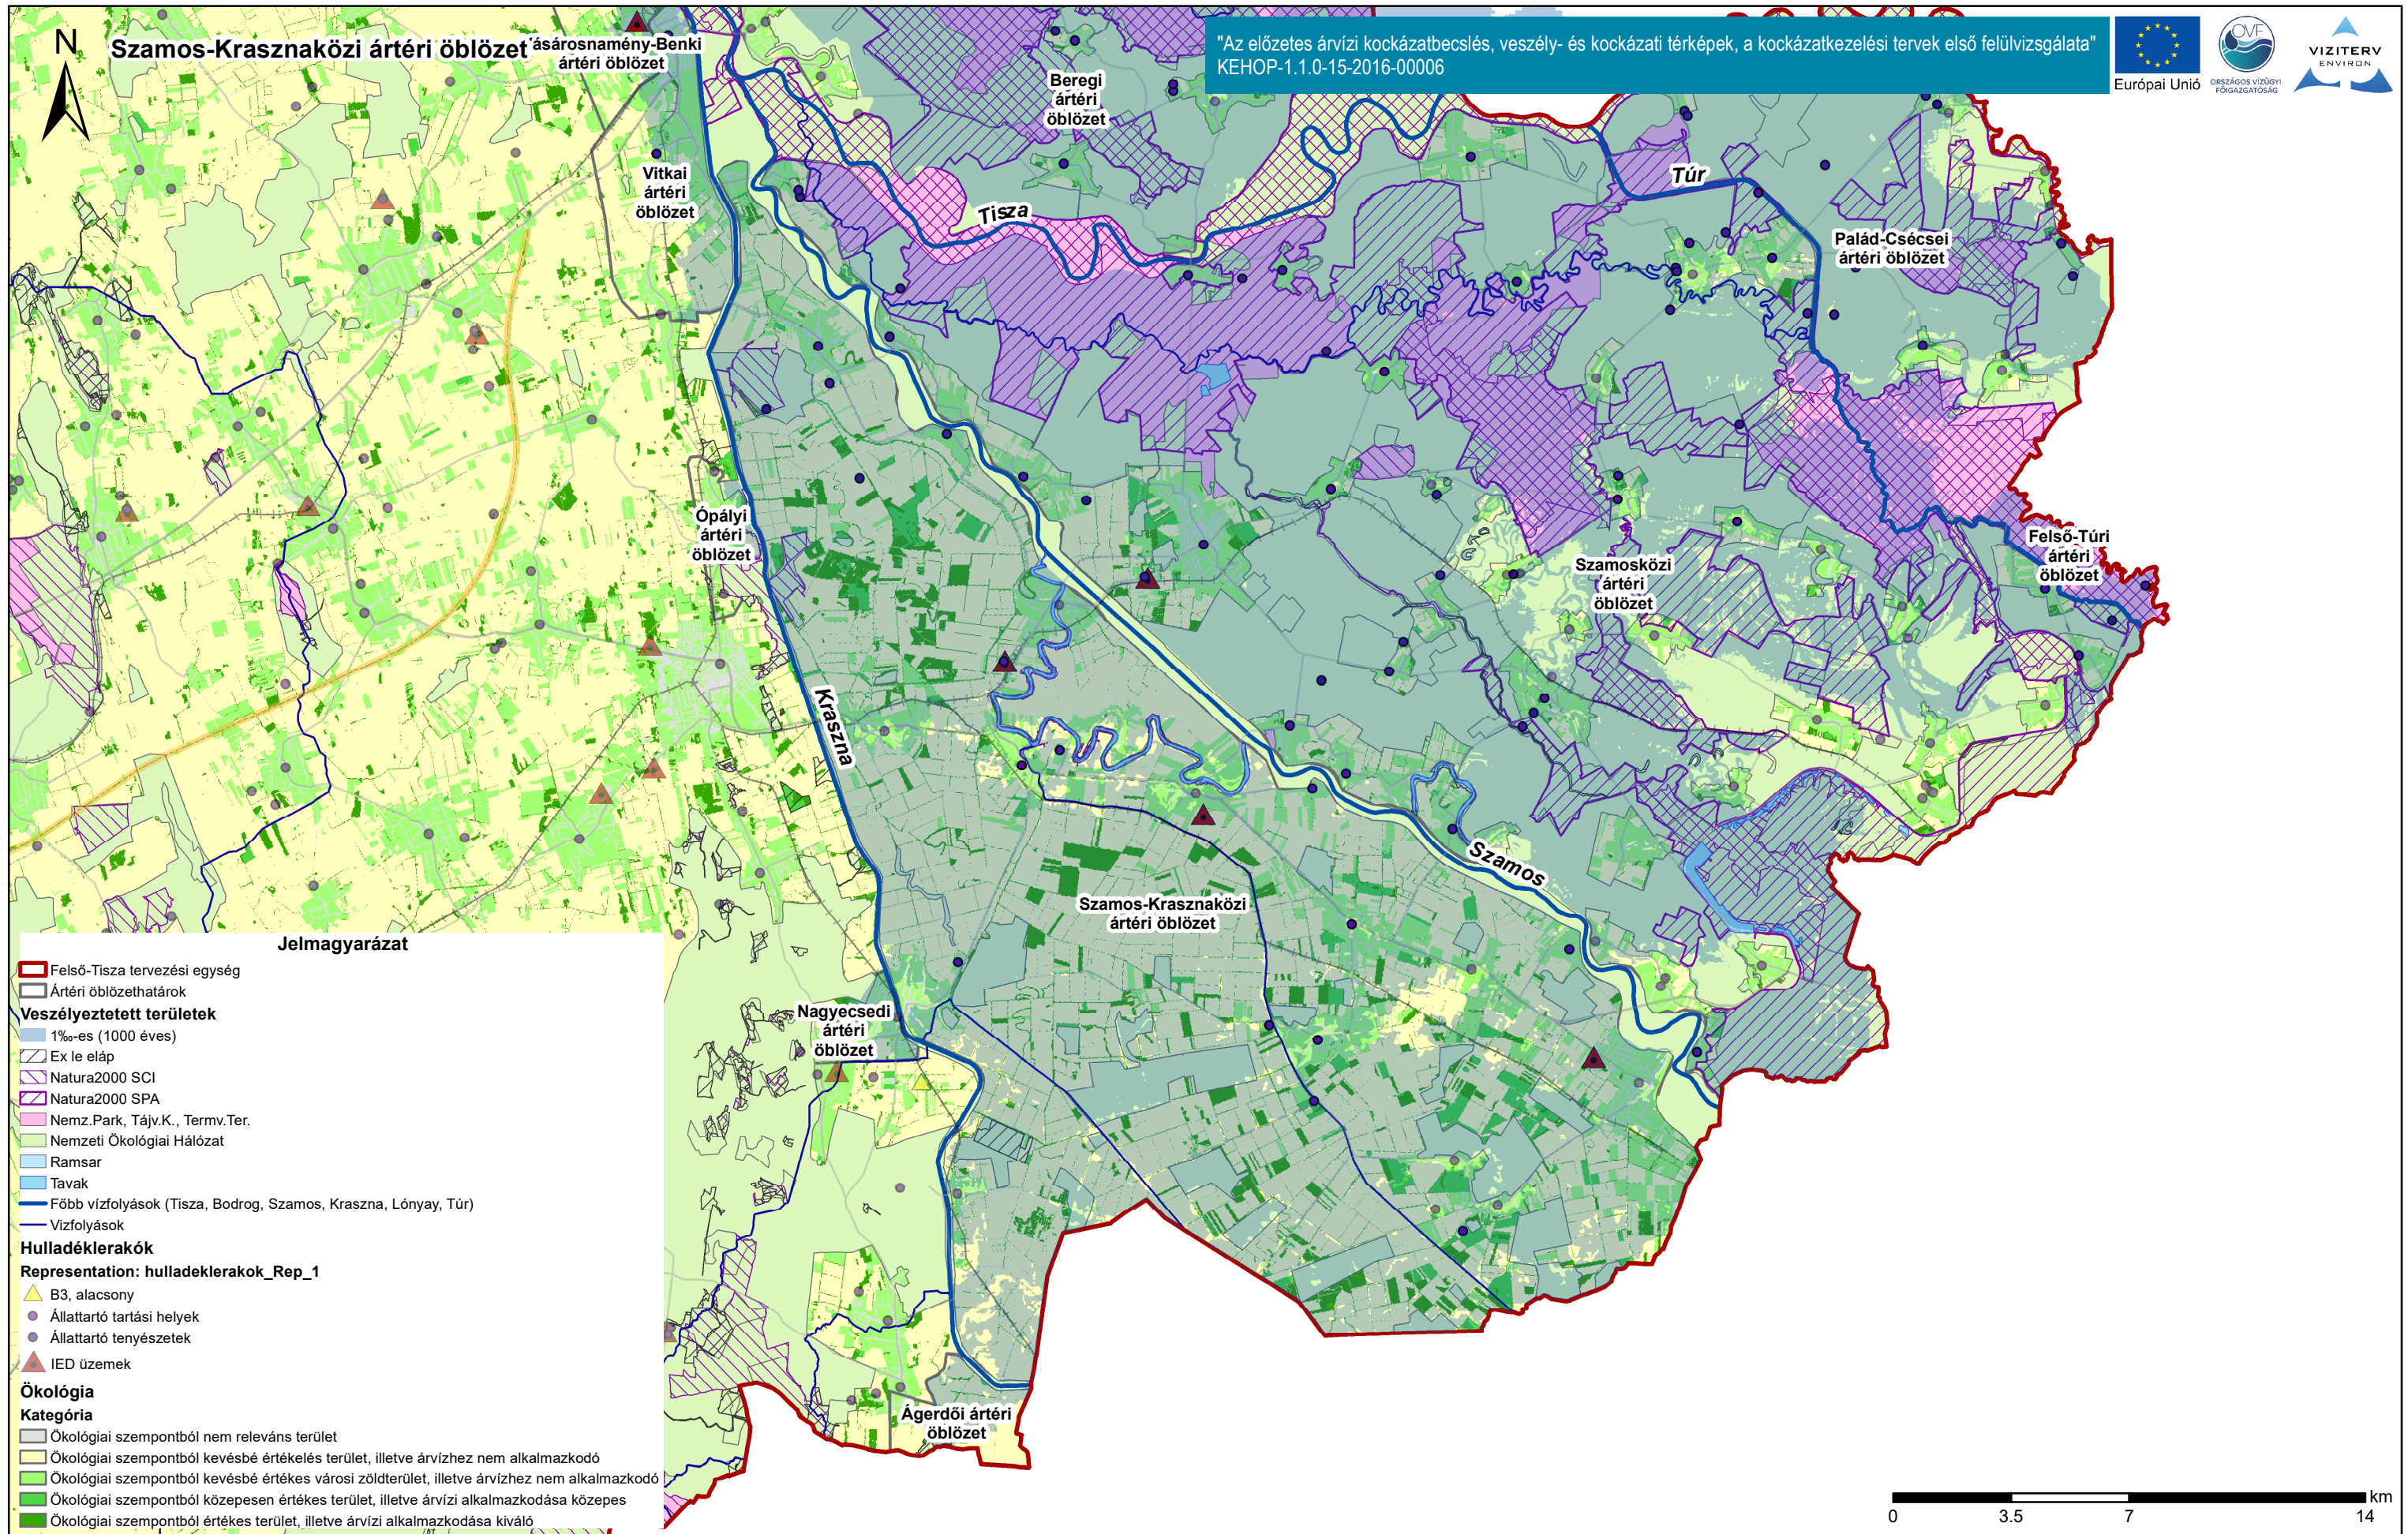 N
Szamos-Krasznaközi ártéri öblözet
ásárosnamény-Benki
ártéri öblözet
"Az előzetes árvízi kockázatbecslés, veszély- és kockázati térképek, a kockázatkezelési tervek első felülvizsgálata"
KEHOP-1.1.0-15-2016-00006
Európai Unió
OVF
ORSZÁGOS VÍZÜGYI
FŐIGAZGATÓSÁG
VIZITERV
ENVIRON
Beregi
ártéri
öblözet
Vitkai
ártéri
öblözet
Tisza
Túr
Palád-Csécsei
ártéri öblözet
Ópályi
ártéri
öblözet
Felső-Túri
ártéri
öblözet
Szamosközi
ártéri
öblözet
Kraszna
Szamos
Szamos-Krasznaközi
ártéri öblözet
Nagyecsedi
ártéri
öblözet
Ágerdői ártéri
öblözet
Jelmagyarázat
Felső-Tisza tervezési egység
Ártéri öblözethatárok
Veszélyeztetett területek
1‰-es (1000 éves)
Ex le eláp
Natura2000 SCI
Natura2000 SPA
Nemz.Park, Tájv.K., Termv.Ter.
Nemzeti Ökológiai Hálózat
Ramsar
Tavak
Főbb vízfolyások (Tisza, Bodrog, Szamos, Kraszna, Lónyay, Túr)
Vizfolyások
Hulladéklerakók
Representation: hulladeklerakok_Rep_1
B3, alacsony
Állattartó tartási helyek
Állattartó tenyészetek
IED üzemek
Ökológia
Kategória
Ökológiai szempontból nem releváns terület
Ökológiai szempontból kevésbé értékelés terület, illetve árvízhez nem alkalmazkodó
Ökológiai szempontból kevésbé értékes városi zöldterület, illetve árvízhez nem alkalmazkodó
Ökológiai szempontból közepesen értékes terület, illetve árvízi alkalmazkodása közepes
Ökológiai szempontból értékes terület, illetve árvízi alkalmazkodása kiváló
km
0 3.5 7 14